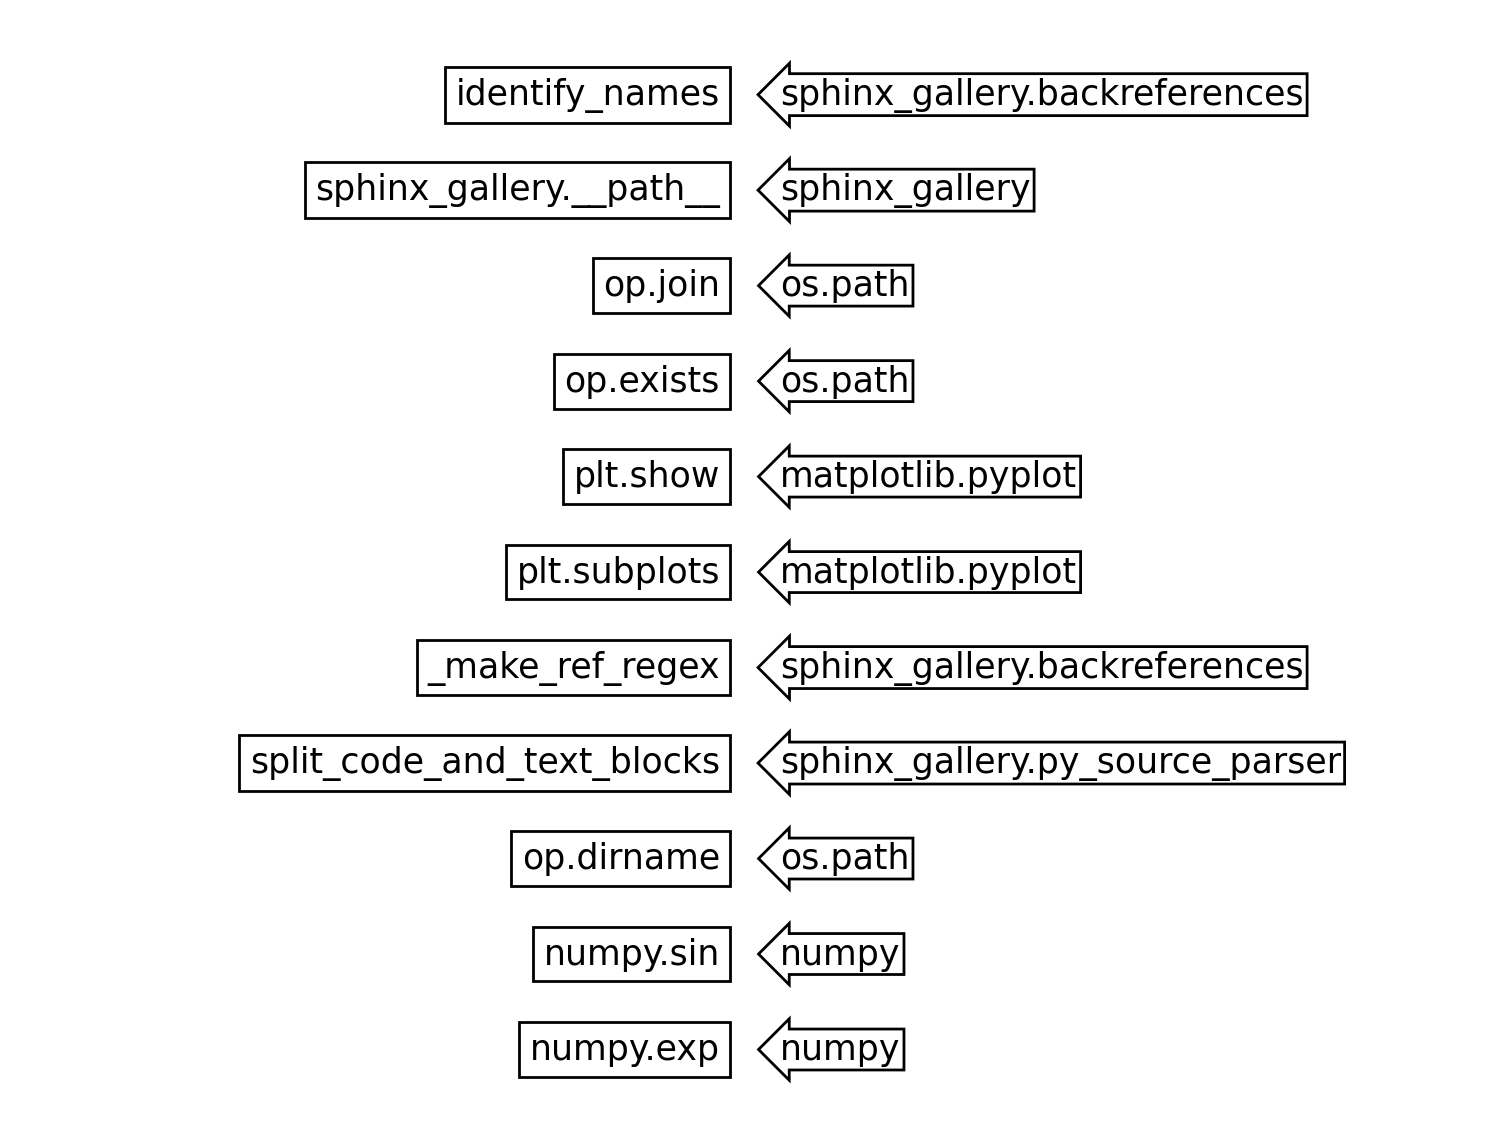 identify_names sphinx_gallery.backreferences
sphinx_gallery.__path__ sphinx_gallery
op.join os.path
op.exists os.path
plt.show matplotlib.pyplot
plt.subplots matplotlib.pyplot
_make_ref_regex sphinx_gallery.backreferences
split_code_and_text_blocks sphinx_gallery.py_source_parser
op.dirname os.path
numpy.sin numpy
numpy.exp numpy